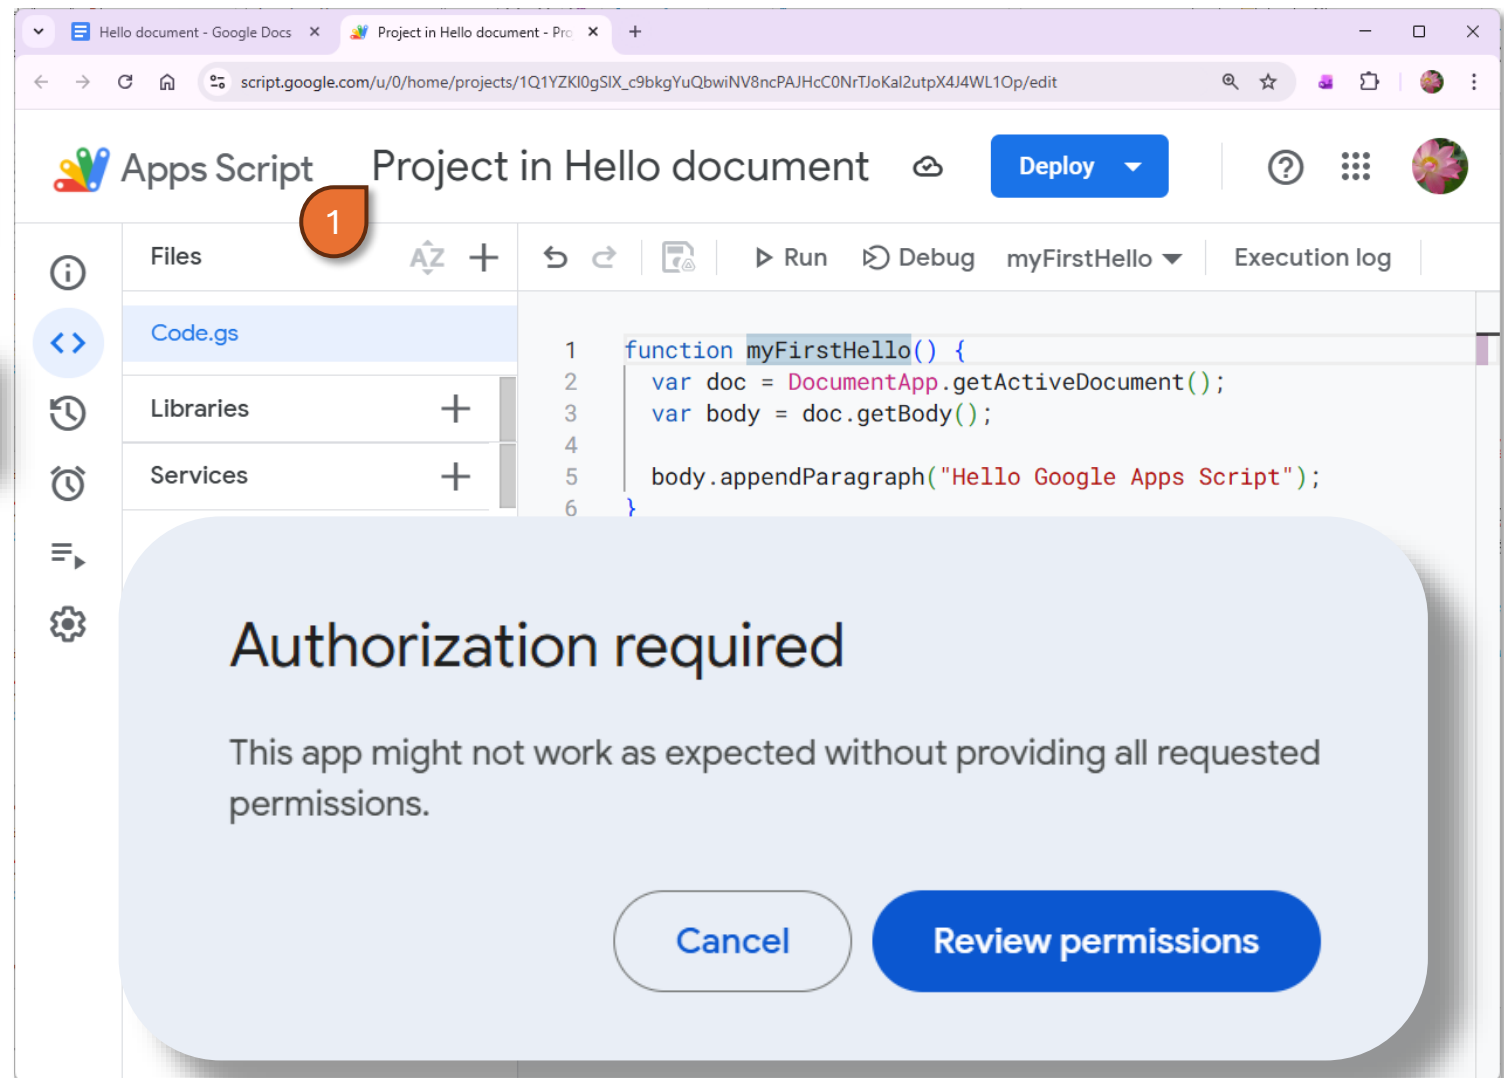 Hello document - Google Docs
Project in Hello document - Pro
script.google.com/u/0/home/projects/1Q1YZKl0gSlX_c9bkgYuQbwiNV8ncPAJHcC0NrTJoKal2utpX4J4WL1Op/edit
Apps Script
Project in Hello document
Deploy
1
Files
AZ
Run
Debug
myFirstHello
Execution log
Code.gs
Libraries
Services
1 function myFirstHello() {
2 var doc = DocumentApp.getActiveDocument();
3 var body = doc.getBody();
4
5 body.appendParagraph("Hello Google Apps Script");
6 }
Authorization required
This app might not work as expected without providing all requested
permissions.
Cancel
Review permissions